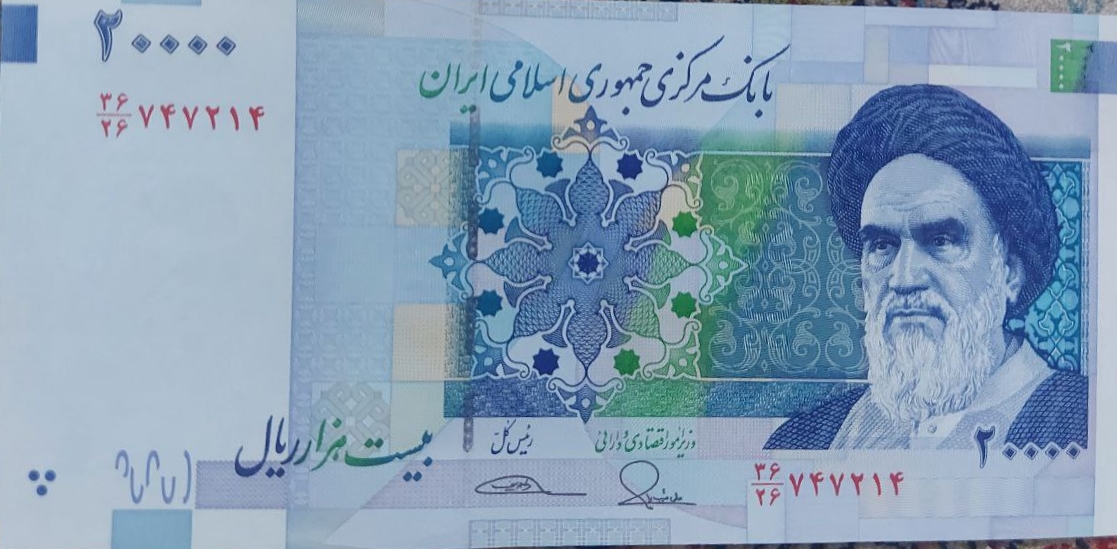 ۲۰۰۰۰
بانک مرکزی جمهوری اسلامی ایران
۳۶/۲۶ ۷۴۷۲۱۴
بیست هزار ریال
رئیس کل
وزیر امور اقتصادی و دارائی
۲۰۰۰۰
۳۶/۲۶ ۷۴۷۲۱۴